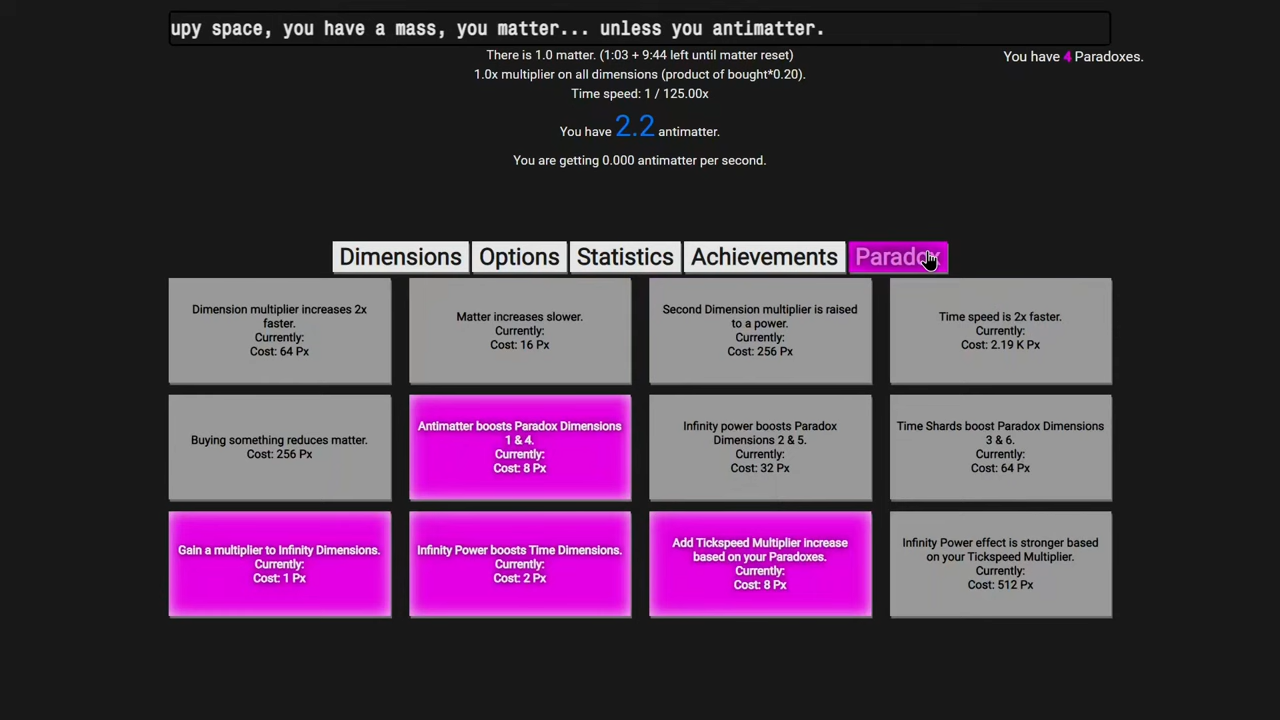 upy space, you have a mass, you matter... unless you antimatter.
There is 1.0 matter. (1:03 + 9:44 left until matter reset)
You have 4 Paradoxes.
1.0x multiplier on all dimensions (product of bought*0.20).
Time speed: 1 / 125.00x
You have 2.2 antimatter.
You are getting 0.000 antimatter per second.
Dimensions
Options
Statistics
Achievements
Paradox
Dimension multiplier increases 2x
faster.
Currently:
Cost: 64 Px
Matter increases slower.
Currently:
Cost: 16 Px
Second Dimension multiplier is raised
to a power.
Currently:
Cost: 256 Px
Time speed is 2x faster.
Currently:
Cost: 2.19 K Px
Buying something reduces matter.
Cost: 256 Px
Antimatter boosts Paradox Dimensions
1 & 4.
Currently:
Cost: 8 Px
Infinity power boosts Paradox
Dimensions 2 & 5.
Currently:
Cost: 32 Px
Time Shards boost Paradox Dimensions
3 & 6.
Currently:
Cost: 64 Px
Gain a multiplier to Infinity Dimensions.
Currently:
Cost: 1 Px
Infinity Power boosts Time Dimensions.
Currently:
Cost: 2 Px
Add Tickspeed Multiplier increase
based on your Paradoxes.
Currently:
Cost: 8 Px
Infinity Power effect is stronger based
on your Tickspeed Multiplier.
Currently:
Cost: 512 Px